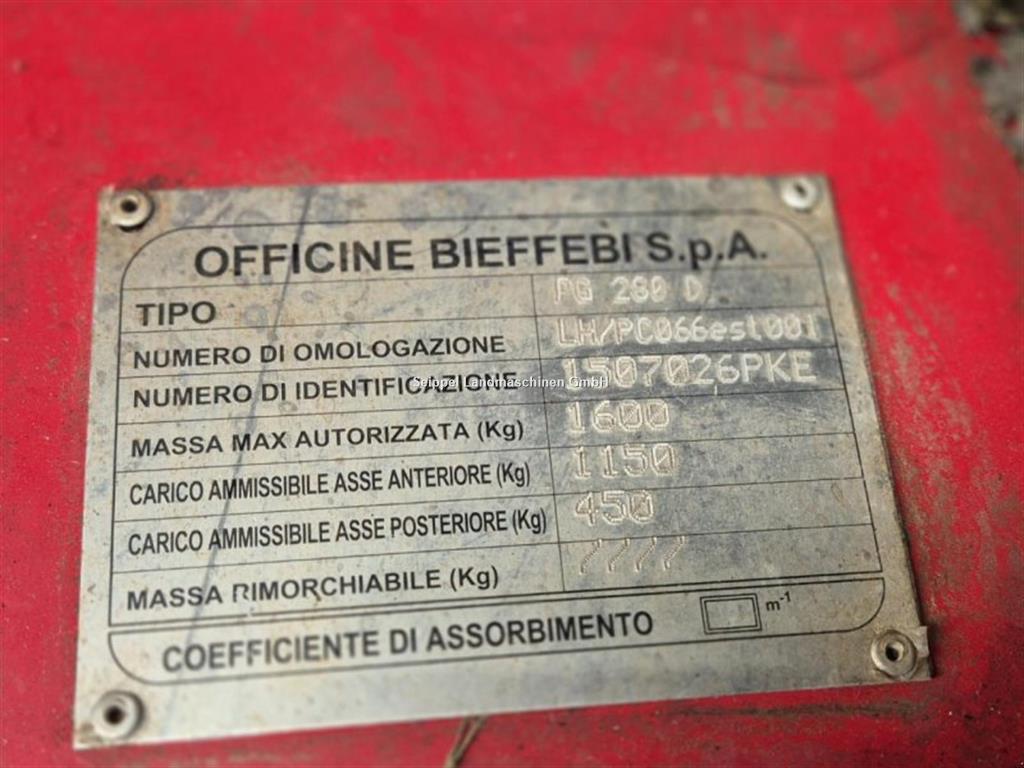 OFFICINE BIEFFEBI S.p.A.
TIPO PG 280 D
NUMERO DI OMOLOGAZIONE LH/PC066est001
NUMERO DI IDENTIFICAZIONE 1507026PKE
Seippel Landmaschinen GmbH
MASSA MAX AUTORIZZATA (Kg) 1600
CARICO AMMISSIBILE ASSE ANTERIORE (Kg) 1150
CARICO AMMISSIBILE ASSE POSTERIORE (Kg) 450
MASSA RIMORCHIABILE (Kg) ////
COEFFICIENTE DI ASSORBIMENTO m-1